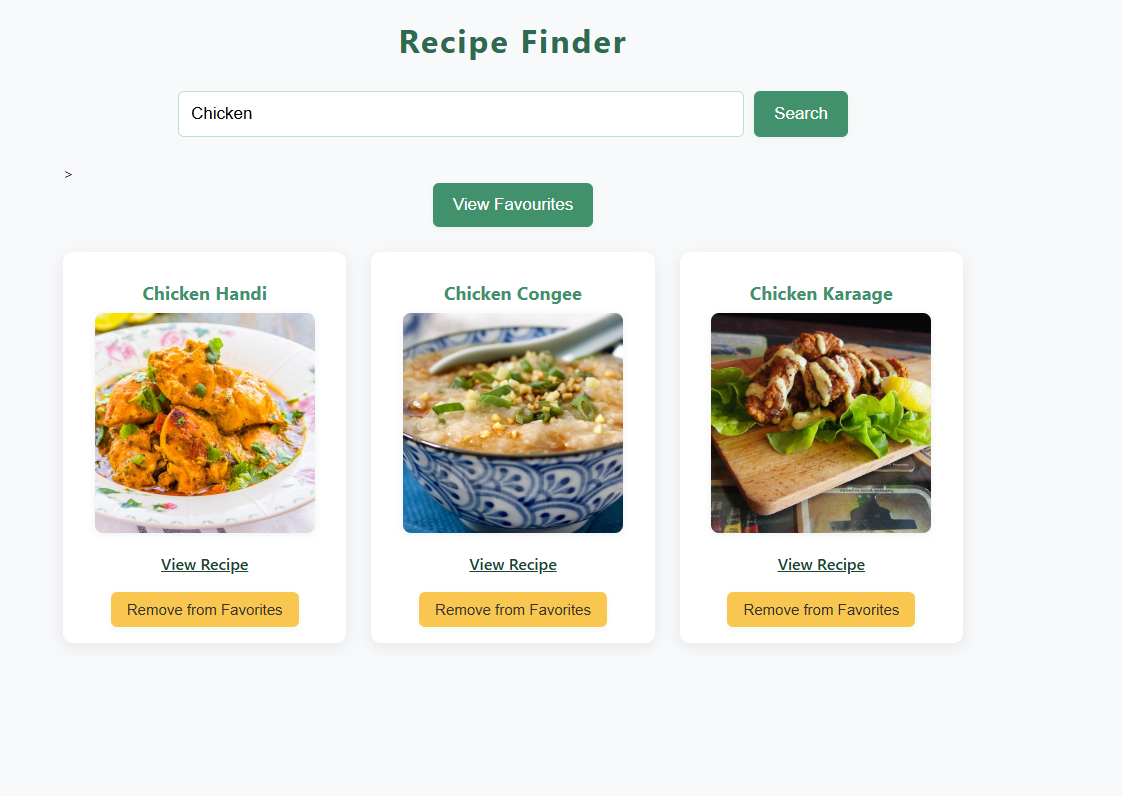 Recipe Finder
Chicken
Search
>
View Favourites
Chicken Handi
Chicken Congee
Chicken Karaage
View Recipe
View Recipe
View Recipe
Remove from Favorites
Remove from Favorites
Remove from Favorites